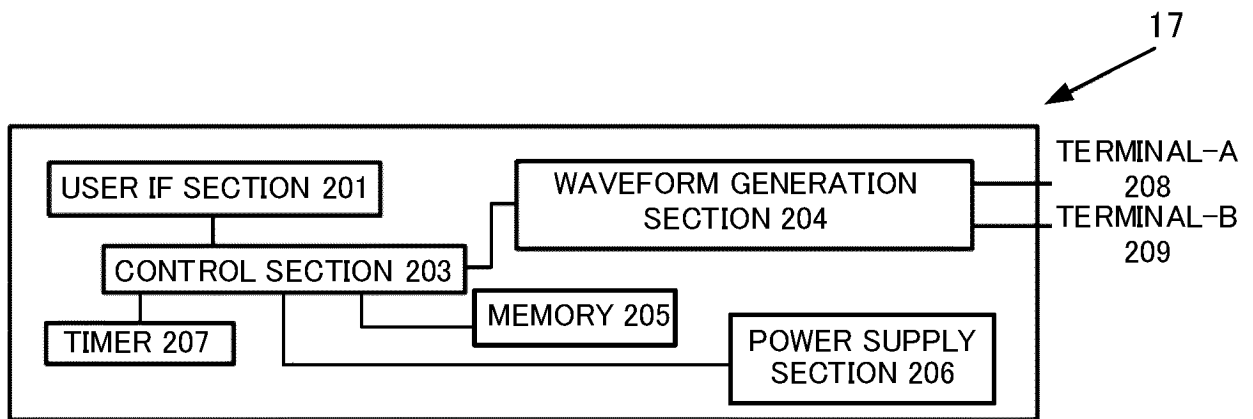 17
TERMINAL-A
208
TERMINAL-B
209
USER IF SECTION 201
WAVEFORM GENERATION
SECTION 204
CONTROL SECTION 203
MEMORY 205
TIMER 207
POWER SUPPLY
SECTION 206